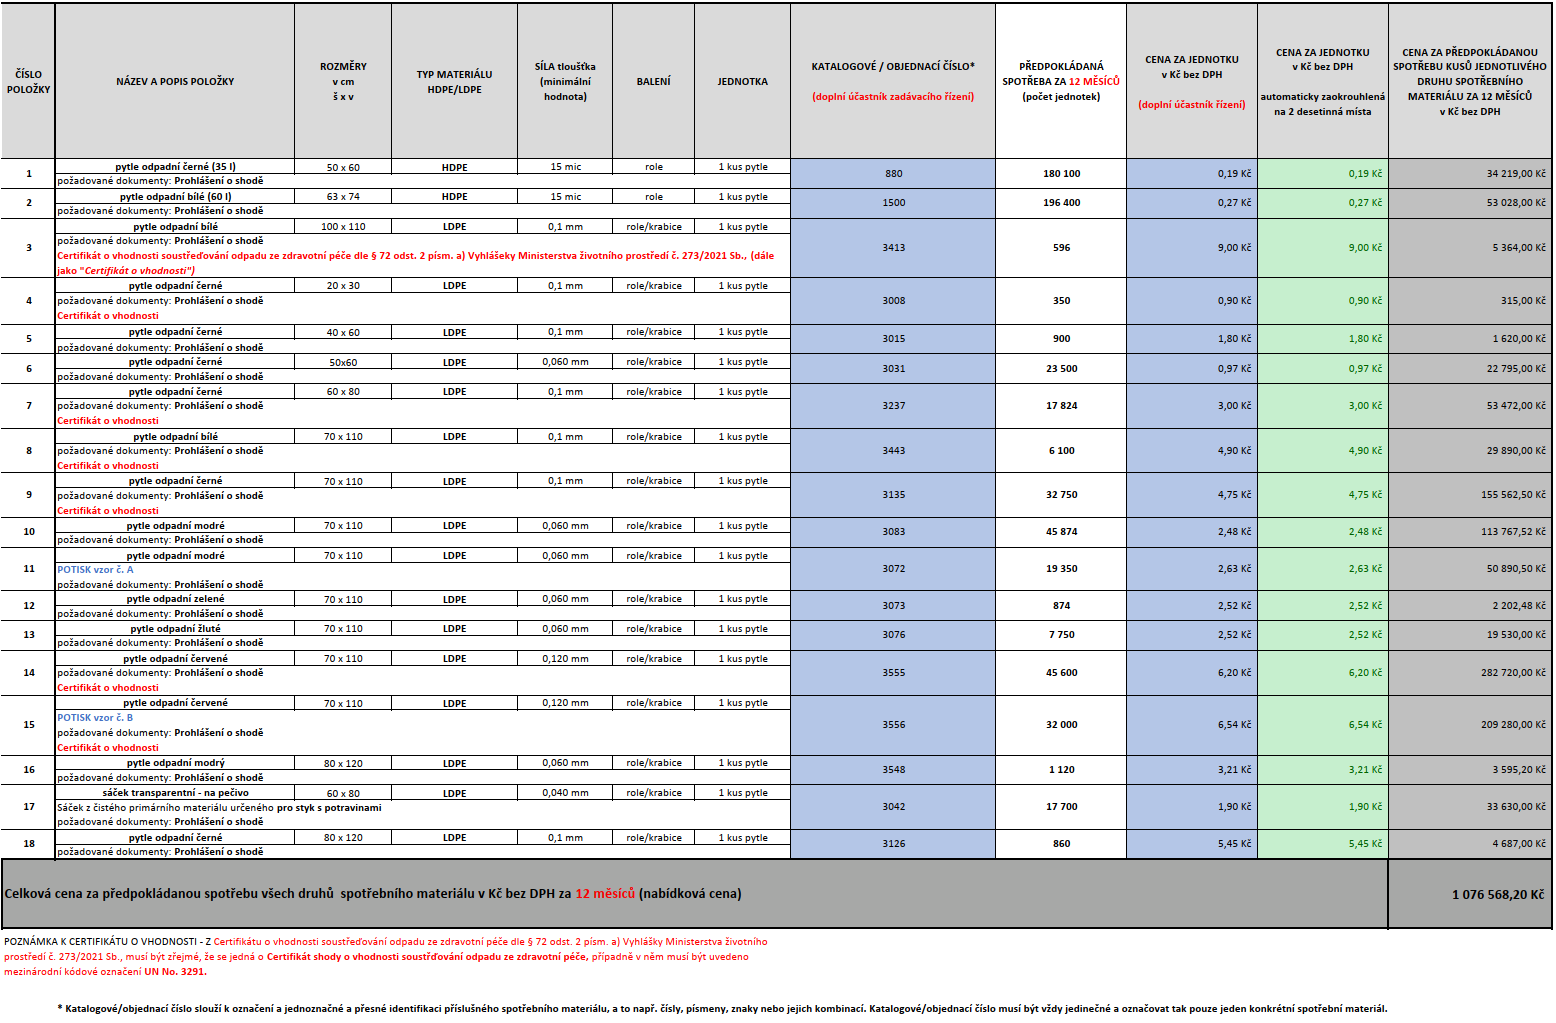 ČÍSLO POLOŽKY
NÁZEV A POPIS POLOŽKY
ROZMĚRY
v cm
š x v
TYP MATERIÁLU
HDPE/LDPE
SÍLA tloušťka
(minimální
hodnota)
BALENÍ
JEDNOTKA
KATALOGOVÉ / OBJEDNACÍ ČÍSLO*
(doplní účastník zadávacího řízení)
PŘEDPOKLÁDANÁ
SPOTŘEBA ZA 12 MĚSÍCŮ
(počet jednotek)
CENA ZA JEDNOTKU
v Kč bez DPH
(doplní účastník řízení)
CENA ZA JEDNOTKU
v Kč bez DPH
automaticky zaokrouhlená
na 2 desetinná místa
CENA ZA PŘEDPOKLÁDANOU
SPOTŘEBU KUSŮ JEDNOTLIVÉHO
DRUHU SPOTŘEBNÍHO
MATERIÁLU ZA 12 MĚSÍCŮ
v Kč bez DPH
1 pytle odpadní černé (35 l) 50 x 60 HDPE 15 mic role 1 kus pytle 880 180 100 0,19 Kč 0,19 Kč 34 219,00 Kč
požadované dokumenty: Prohlášení o shodě
2 pytle odpadní bílé (60 l) 63 x 74 HDPE 15 mic role 1 kus pytle 1500 196 400 0,27 Kč 0,27 Kč 53 028,00 Kč
požadované dokumenty: Prohlášení o shodě
3 pytle odpadní bílé 100 x 110 LDPE 0,1 mm role/krabice 1 kus pytle 3413 596 9,00 Kč 9,00 Kč 5 364,00 Kč
požadované dokumenty: Prohlášení o shodě
Certifikát o vhodnosti soustřeďování odpadu ze zdravotní péče dle § 72 odst. 2 písm. a) Vyhlášeky Ministerstva životního prostředí č. 273/2021 Sb., (dále
jako "Certifikát o vhodnosti")
4 pytle odpadní černé 20 x 30 LDPE 0,1 mm role/krabice 1 kus pytle 3008 350 0,90 Kč 0,90 Kč 315,00 Kč
požadované dokumenty: Prohlášení o shodě
Certifikát o vhodnosti
5 pytle odpadní černé 40 x 60 LDPE 0,1 mm role/krabice 1 kus pytle 3015 900 1,80 Kč 1,80 Kč 1 620,00 Kč
požadované dokumenty: Prohlášení o shodě
6 pytle odpadní černé 50x60 LDPE 0,060 mm role/krabice 1 kus pytle 3031 23 500 0,97 Kč 0,97 Kč 22 795,00 Kč
požadované dokumenty: Prohlášení o shodě
7 pytle odpadní černé 60 x 80 LDPE 0,1 mm role/krabice 1 kus pytle 3237 17 824 3,00 Kč 3,00 Kč 53 472,00 Kč
požadované dokumenty: Prohlášení o shodě
Certifikát o vhodnosti
8 pytle odpadní bílé 70 x 110 LDPE 0,1 mm role/krabice 1 kus pytle 3443 6 100 4,90 Kč 4,90 Kč 29 890,00 Kč
požadované dokumenty: Prohlášení o shodě
Certifikát o vhodnosti
9 pytle odpadní černé 70 x 110 LDPE 0,1 mm role/krabice 1 kus pytle 3135 32 750 4,75 Kč 4,75 Kč 155 562,50 Kč
požadované dokumenty: Prohlášení o shodě
Certifikát o vhodnosti
10 pytle odpadní modré 70 x 110 LDPE 0,060 mm role/krabice 1 kus pytle 3083 45 874 2,48 Kč 2,48 Kč 113 767,52 Kč
požadované dokumenty: Prohlášení o shodě
11 pytle odpadní modré 70 x 110 LDPE 0,060 mm role/krabice 1 kus pytle 3072 19 350 2,63 Kč 2,63 Kč 50 890,50 Kč
POTISK vzor č. A
požadované dokumenty: Prohlášení o shodě
12 pytle odpadní zelené 70 x 110 LDPE 0,060 mm role/krabice 1 kus pytle 3073 874 2,52 Kč 2,52 Kč 2 202,48 Kč
požadované dokumenty: Prohlášení o shodě
13 pytle odpadní žluté 70 x 110 LDPE 0,060 mm role/krabice 1 kus pytle 3076 7 750 2,52 Kč 2,52 Kč 19 530,00 Kč
požadované dokumenty: Prohlášení o shodě
14 pytle odpadní červené 70 x 110 LDPE 0,120 mm role/krabice 1 kus pytle 3555 45 600 6,20 Kč 6,20 Kč 282 720,00 Kč
požadované dokumenty: Prohlášení o shodě
Certifikát o vhodnosti
15 pytle odpadní červené 70 x 110 LDPE 0,120 mm role/krabice 1 kus pytle 3556 32 000 6,54 Kč 6,54 Kč 209 280,00 Kč
POTISK vzor č. B
požadované dokumenty: Prohlášení o shodě
Certifikát o vhodnosti
16 pytle odpadní modrý 80 x 120 LDPE 0,060 mm role/krabice 1 kus pytle 3548 1 120 3,21 Kč 3,21 Kč 3 595,20 Kč
požadované dokumenty: Prohlášení o shodě
17 sáček transparentní - na pečivo 60 x 80 LDPE 0,040 mm role/krabice 1 kus pytle 3042 17 700 1,90 Kč 1,90 Kč 33 630,00 Kč
Sáček z čistého primárního materiálu určeného pro styk s potravinami
požadované dokumenty: Prohlášení o shodě
18 pytle odpadní černé 80 x 120 LDPE 0,1 mm role/krabice 1 kus pytle 3126 860 5,45 Kč 5,45 Kč 4 687,00 Kč
požadované dokumenty: Prohlášení o shodě
Celková cena za předpokládanou spotřebu všech druhů spotřebního materiálu v Kč bez DPH za 12 měsíců (nabídková cena) 1 076 568,20 Kč
POZNÁMKA K CERTIFIKÁTU O VHODNOSTI - Z Certifikátu o vhodnosti soustřeďování odpadu ze zdravotní péče dle § 72 odst. 2 písm. a) Vyhlášky Ministerstva životního
prostředí č. 273/2021 Sb., musí být zřejmé, že se jedná o Certifikát shody o vhodnosti soustřďování odpadu ze zdravotní péče, případně v něm musí být uvedeno
mezinárodní kódové označení UN No. 3291.
* Katalogové/objednací číslo slouží k označení a jednoznačné a přesné identifikaci příslušného spotřebního materiálu, a to např. čísly, písmeny, znaky nebo jejich kombinací. Katalogové/objednací číslo musí být vždy jedinečné a označovat tak pouze jeden konkrétní spotřební materiál.